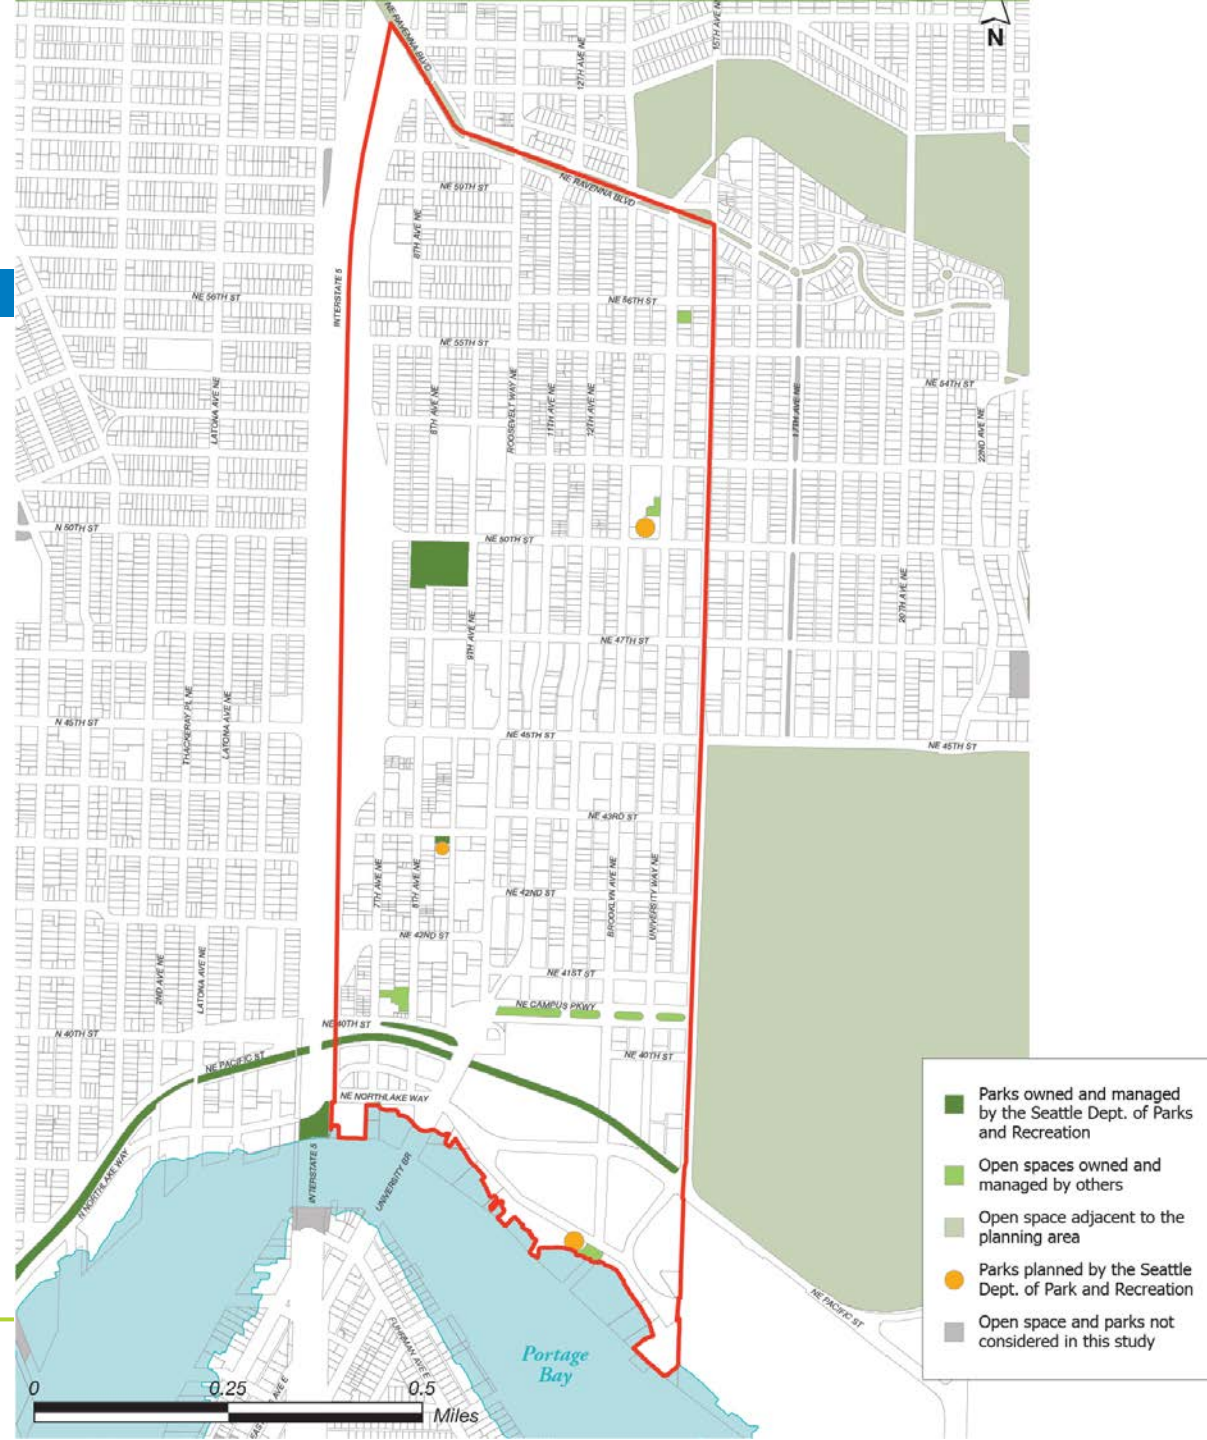 NE RAVENNA BLVD
12TH AVE NE
15TH AVE NE
N
NE 59TH ST
NE RAVENNA BLVD
8TH AVE NE
INTERSTATE 5
NE 56TH ST
NE 56TH ST
NE 55TH ST
LATONA AVE NE
8TH AVE NE
ROOSEVELT WAY NE
11TH AVE NE
12TH AVE NE
17TH AVE NE
NE 54TH ST
22ND AVE NE
N 50TH ST
NE 50TH ST
20TH AVE NE
9TH AVE NE
NE 47TH ST
THACKERAY PL NE
LATONA AVE NE
N 45TH ST
NE 45TH ST
NE 45TH ST
NE 43RD ST
7TH AVE NE
8TH AVE NE
BROOKLYN AVE NE
UNIVERSITY WAY NE
NE 42ND ST
NE 42ND ST
2ND AVE NE
LATONA AVE NE
NE 41ST ST
NE CAMPUS PKWY
N 40TH ST
NE 40TH ST
NE 40TH ST
NE PACIFIC ST
NE NORTHLAKE WAY
N NORTHLAKE WAY
INTERSTATE 5
UNIVERSITY BR
NE PACIFIC ST
FUHRMAN AVE E
Portage
Bay
Parks owned and managed
by the Seattle Dept. of Parks
and Recreation
Open spaces owned and
managed by others
Open space adjacent to the
planning area
Parks planned by the Seattle
Dept. of Park and Recreation
Open space and parks not
considered in this study
0 0.25 0.5
Miles